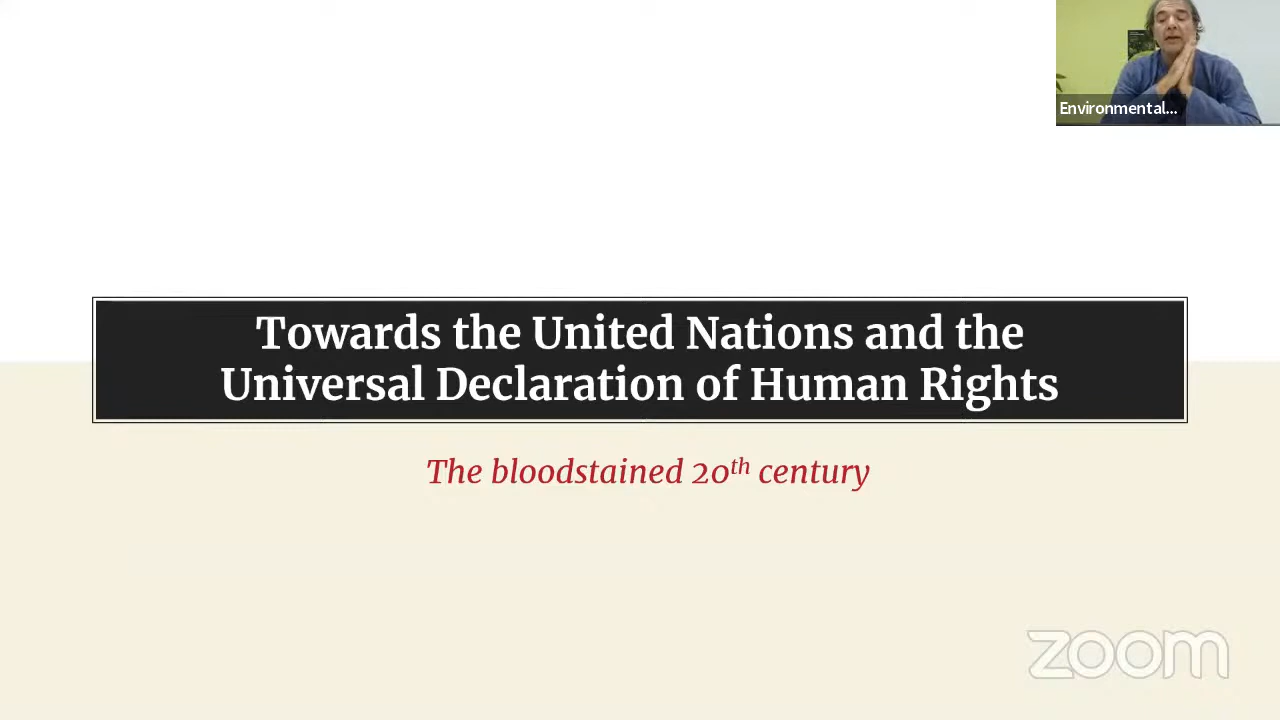 Environmental...
Towards the United Nations and the
Universal Declaration of Human Rights
The bloodstained 20th century
zoom